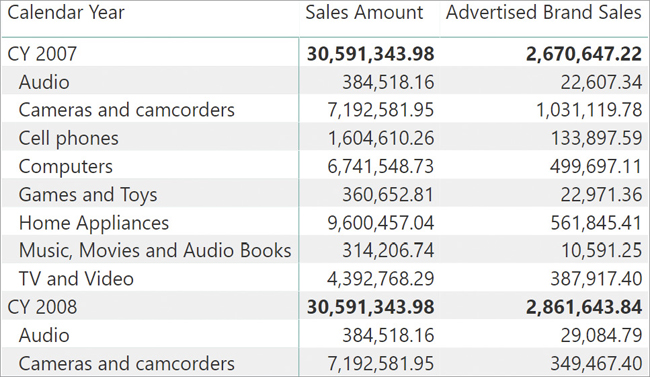 Calendar Year Sales Amount Advertised Brand Sales
CY 2007 30,591,343.98 2,670,647.22
Audio 384,518.16 22,607.34
Cameras and camcorders 7,192,581.95 1,031,119.78
Cell phones 1,604,610.26 133,897.59
Computers 6,741,548.73 499,697.11
Games and Toys 360,652.81 22,971.36
Home Appliances 9,600,457.04 561,845.41
Music, Movies and Audio Books 314,206.74 10,591.25
TV and Video 4,392,768.29 387,917.40
CY 2008 30,591,343.98 2,861,643.84
Audio 384,518.16 29,084.79
Cameras and camcorders 7,192,581.95 349,467.40